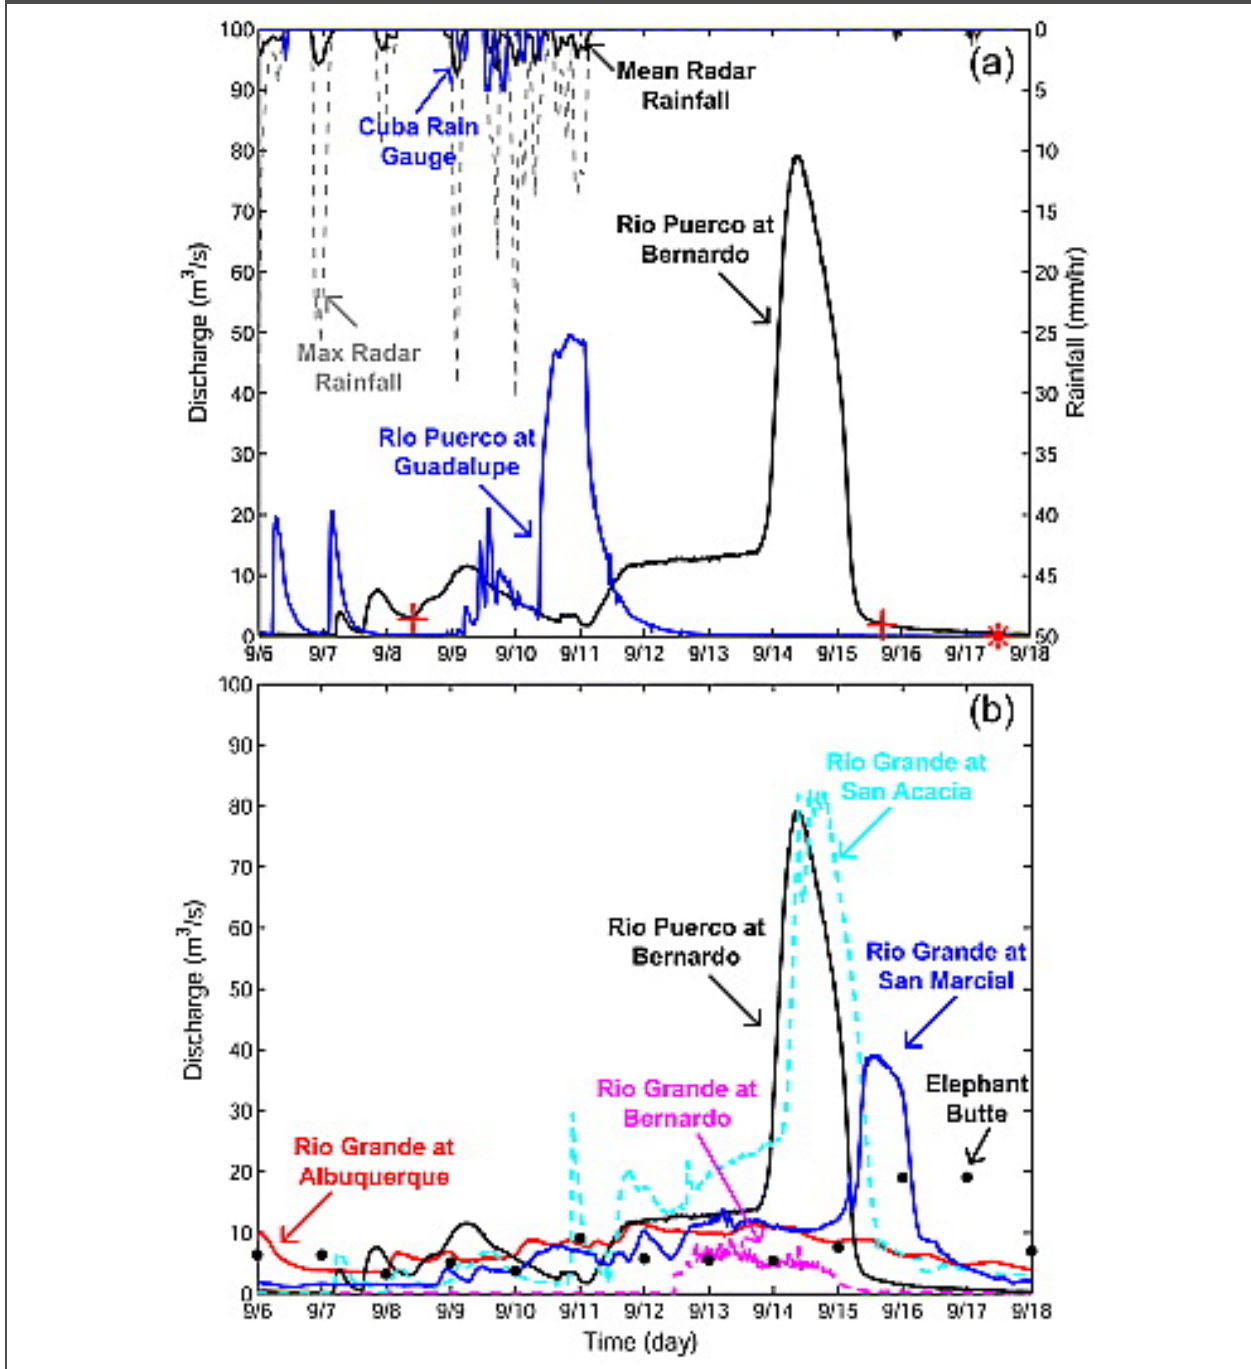 100
90
80
70
60
50
40
30
20
10
0
Discharge (m³/s)
0
5
10
15
20
25
30
35
40
45
50
Rainfall (mm/hr)
(a)
Mean Radar
Rainfall
Cuba Rain
Gauge
Rio Puerco at
Bernardo
Max Radar
Rainfall
Rio Puerco at
Guadalupe
9/6 9/7 9/8 9/9 9/10 9/11 9/12 9/13 9/14 9/15 9/16 9/17 9/18
100
90
80
70
60
50
40
30
20
10
0
Discharge (m³/s)
(b)
Rio Grande at
San Acacia
Rio Puerco at
Bernardo
Rio Grande at
San Marcial
Rio Grande at
Bernardo
Elephant
Butte
Rio Grande at
Albuquerque
9/6 9/7 9/8 9/9 9/10 9/11 9/12 9/13 9/14 9/15 9/16 9/17 9/18
Time (day)